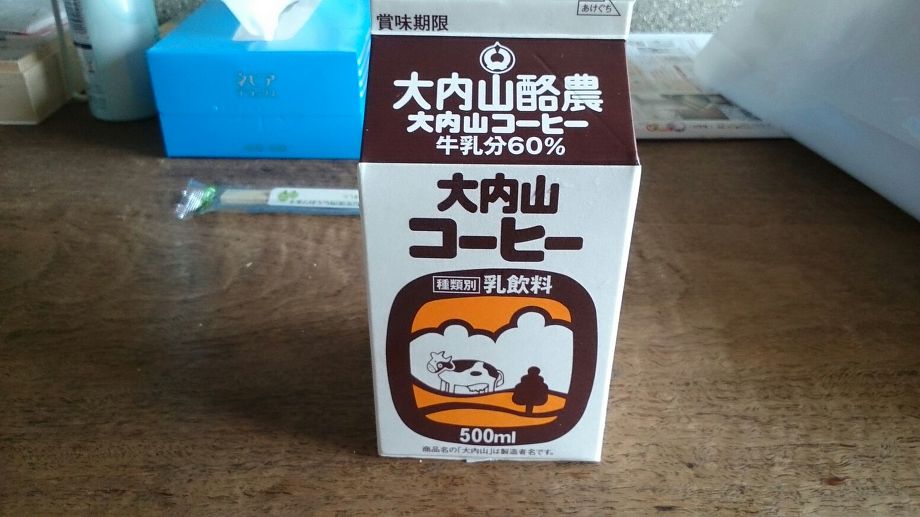 あけぐち
賞味期限
大内山酪農
大内山コーヒー
牛乳分60%
大内山
コーヒー
種類別 乳飲料
500ml
商品名の「大内山」は製造者名です。